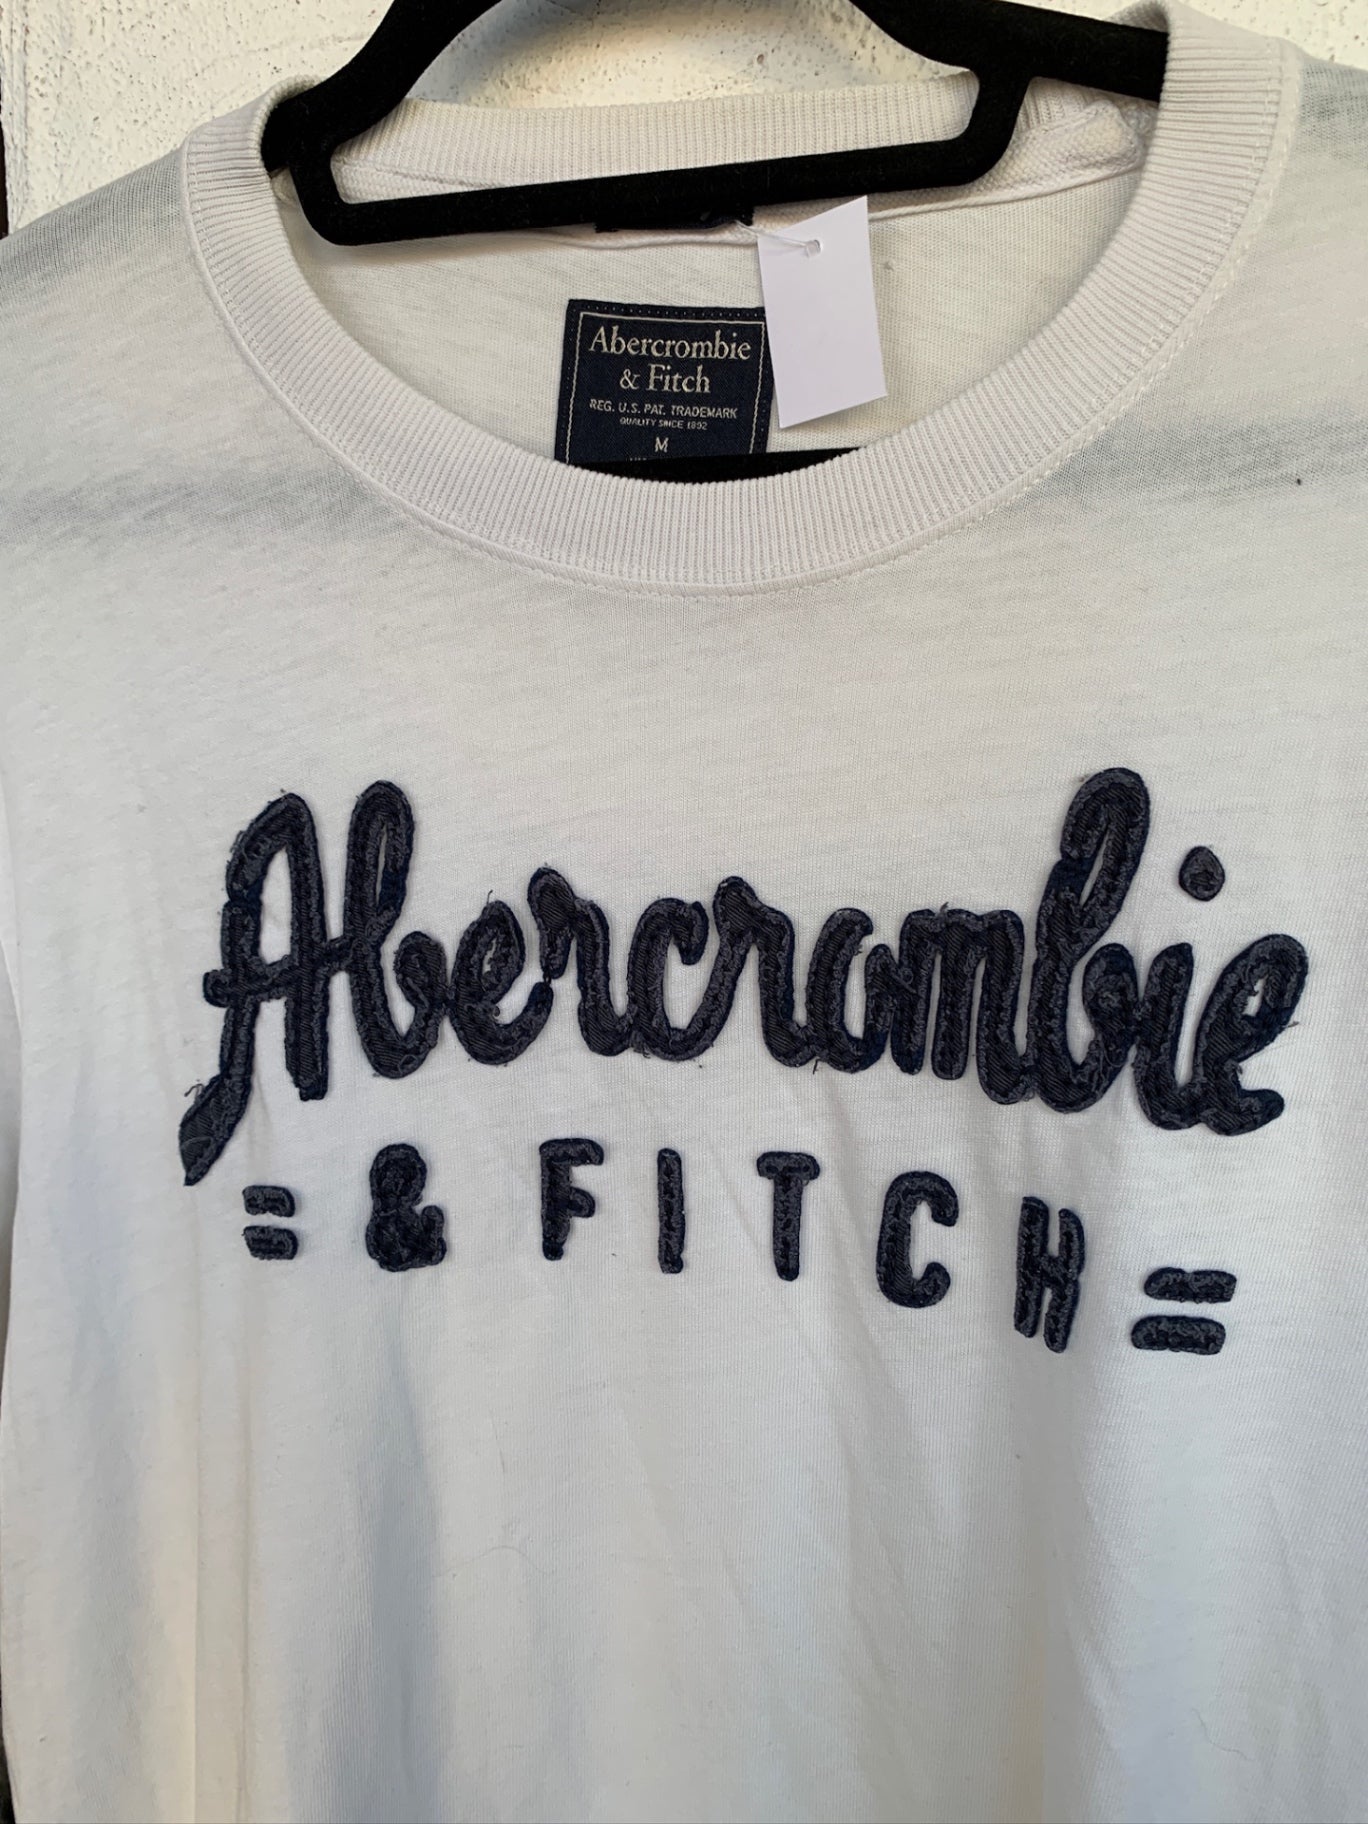 Abercrombie
& Fitch
REG. U.S. PAT. TRADEMARK
QUALITY SINCE 1892
M
Abercrombie
= & FITCH =